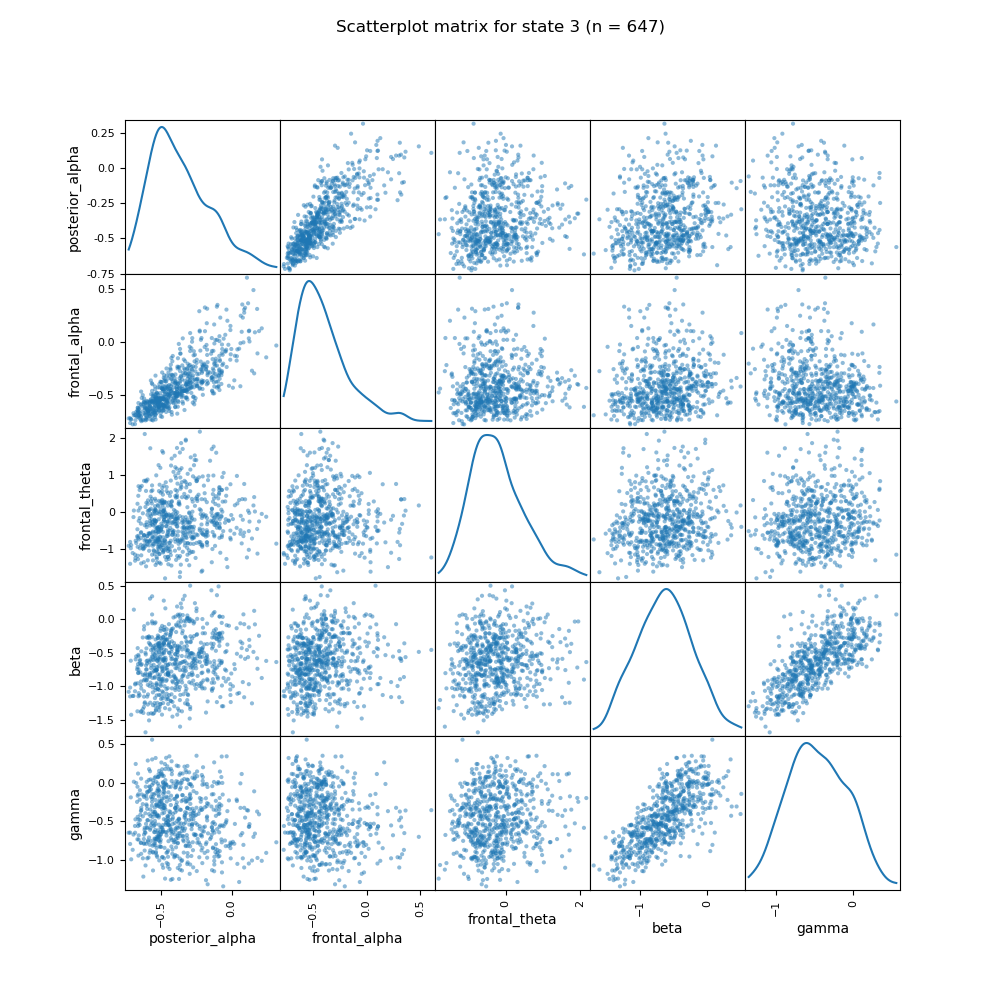 Scatterplot matrix for state 3 (n = 647)
posterior_alpha
0.25
0.0
-0.25
-0.5
-0.75
frontal_alpha
0.5
0.0
−0.5
frontal_theta
2
1
0
−1
beta
0.5
0.0
−0.5
−1.0
−1.5
gamma
0.5
0.0
−0.5
−1.0
−0.5
0.0
−0.5
0.0
0.5
0
2
−1
0
−1
0
posterior_alpha
frontal_alpha
frontal_theta
beta
gamma